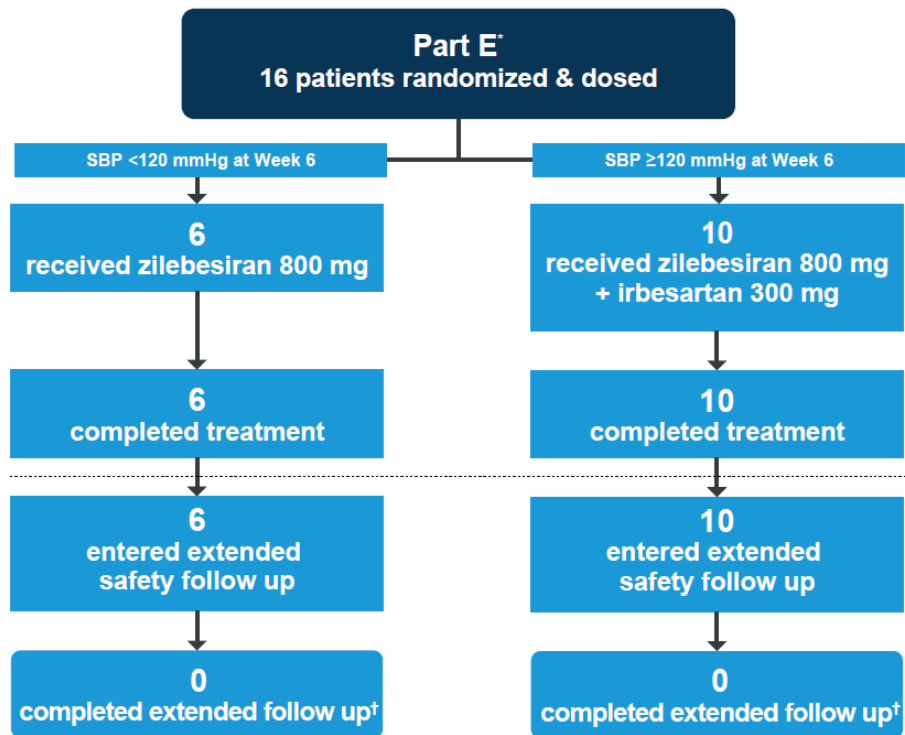 Part E*
16 patients randomized & dosed
SBP <120 mmHg at Week 6
SBP ≥120 mmHg at Week 6
6
received zilebesiran 800 mg
10
received zilebesiran 800 mg
+ irbesartan 300 mg
6
completed treatment
10
completed treatment
6
entered extended
safety follow up
10
entered extended
safety follow up
0
completed extended follow up†
0
completed extended follow up†